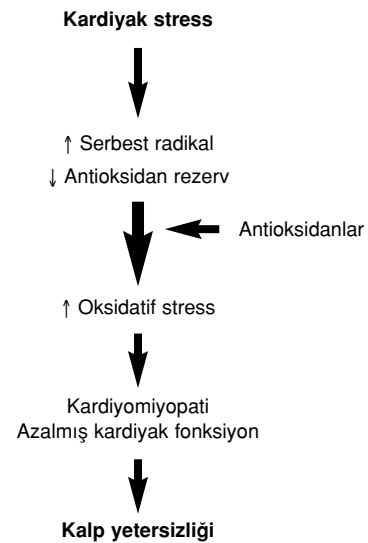 Kardiyak stress
↑ Serbest radikal
↓ Antioksidan rezerv
Antioksidanlar
↑ Oksidatif stress
Kardiyomiyopati
Azalmış kardiyak fonksiyon
Kalp yetersizliği